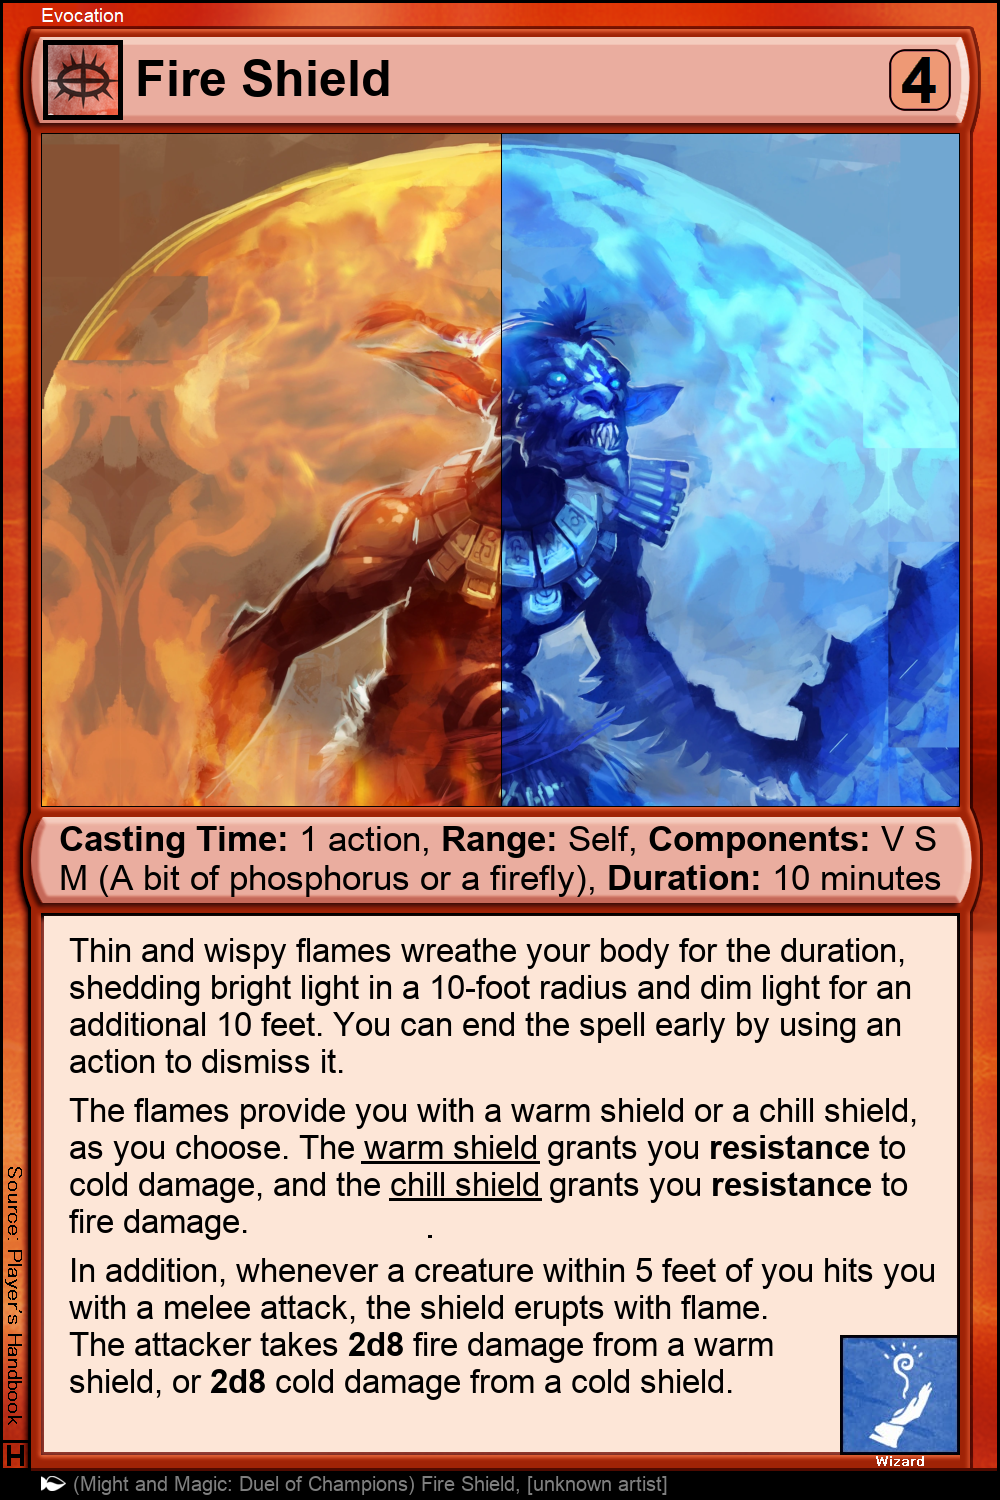 Evocation
Fire Shield
4
Casting Time: 1 action, Range: Self, Components: V S
M (A bit of phosphorus or a firefly), Duration: 10 minutes
Thin and wispy flames wreathe your body for the duration,
shedding bright light in a 10-foot radius and dim light for an
additional 10 feet. You can end the spell early by using an
action to dismiss it.
The flames provide you with a warm shield or a chill shield,
as you choose. The warm shield grants you resistance to
cold damage, and the chill shield grants you resistance to
fire damage.
.
In addition, whenever a creature within 5 feet of you hits you
with a melee attack, the shield erupts with flame.
The attacker takes 2d8 fire damage from a warm
shield, or 2d8 cold damage from a cold shield.
Wizard
Source: Player's Handbook
H
(Might and Magic: Duel of Champions) Fire Shield, [unknown artist]